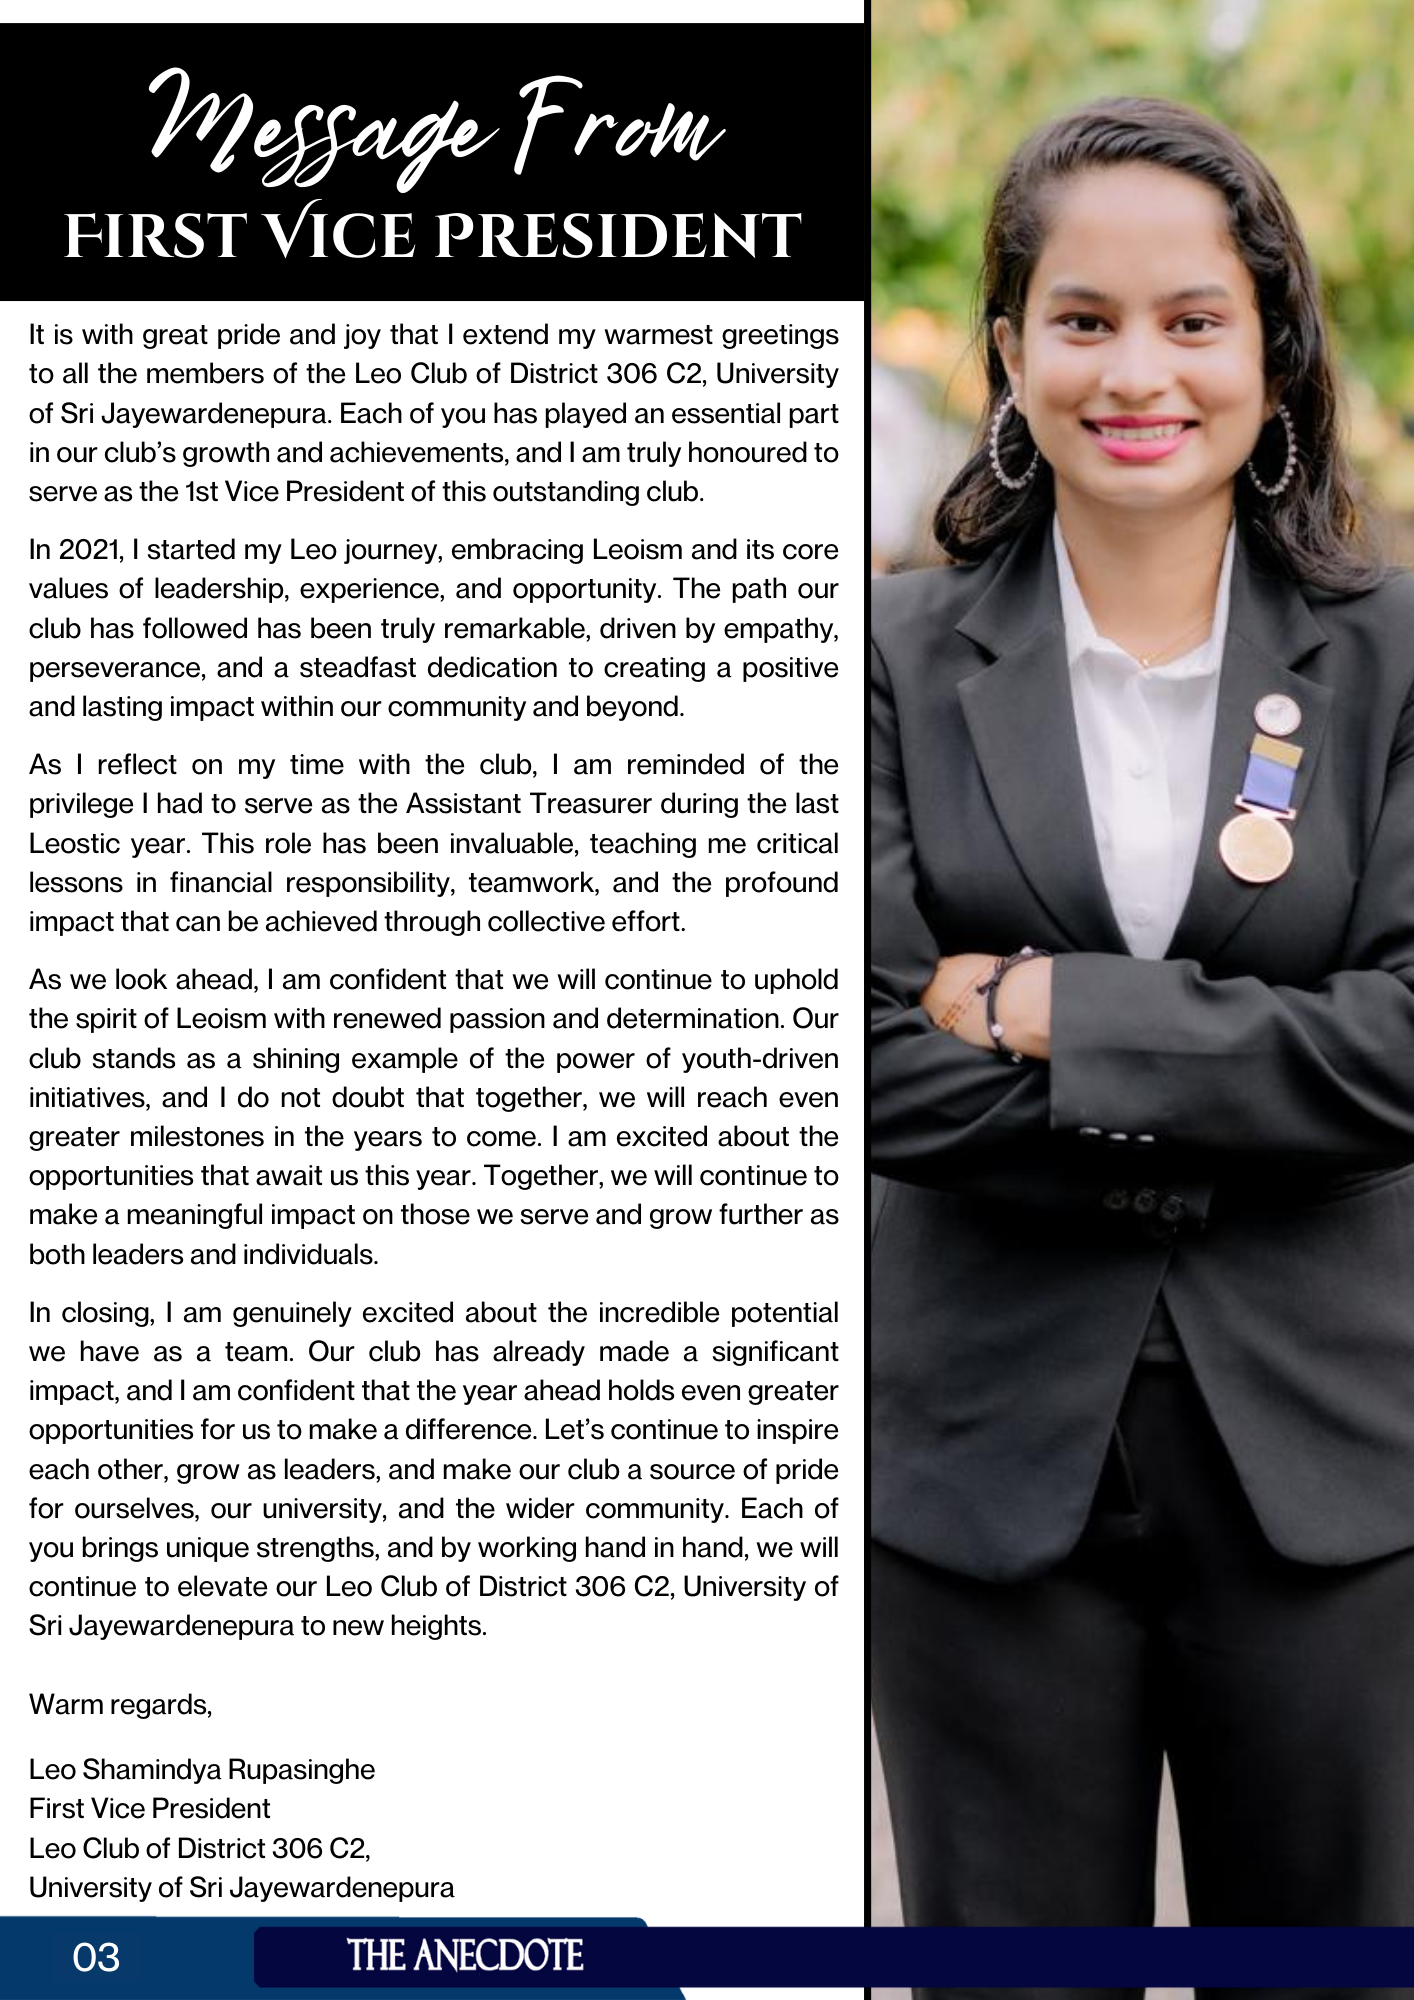 Message From
FIRST VICE PRESIDENT
It is with great pride and joy that I extend my warmest greetings
to all the members of the Leo Club of District 306 C2, University
of Sri Jayewardenepura. Each of you has played an essential part
in our club’s growth and achievements, and I am truly honoured to
serve as the 1st Vice President of this outstanding club.
In 2021, I started my Leo journey, embracing Leoism and its core
values of leadership, experience, and opportunity. The path our
club has followed has been truly remarkable, driven by empathy,
perseverance, and a steadfast dedication to creating a positive
and lasting impact within our community and beyond.
As I reflect on my time with the club, I am reminded of the
privilege I had to serve as the Assistant Treasurer during the last
Leostic year. This role has been invaluable, teaching me critical
lessons in financial responsibility, teamwork, and the profound
impact that can be achieved through collective effort.
As we look ahead, I am confident that we will continue to uphold
the spirit of Leoism with renewed passion and determination. Our
club stands as a shining example of the power of youth-driven
initiatives, and I do not doubt that together, we will reach even
greater milestones in the years to come. I am excited about the
opportunities that await us this year. Together, we will continue to
make a meaningful impact on those we serve and grow further as
both leaders and individuals.
In closing, I am genuinely excited about the incredible potential
we have as a team. Our club has already made a significant
impact, and I am confident that the year ahead holds even greater
opportunities for us to make a difference. Let’s continue to inspire
each other, grow as leaders, and make our club a source of pride
for ourselves, our university, and the wider community. Each of
you brings unique strengths, and by working hand in hand, we will
continue to elevate our Leo Club of District 306 C2, University of
Sri Jayewardenepura to new heights.
Warm regards,
Leo Shamindya Rupasinghe
First Vice President
Leo Club of District 306 C2,
University of Sri Jayewardenepura
03
THE ANECDOTE